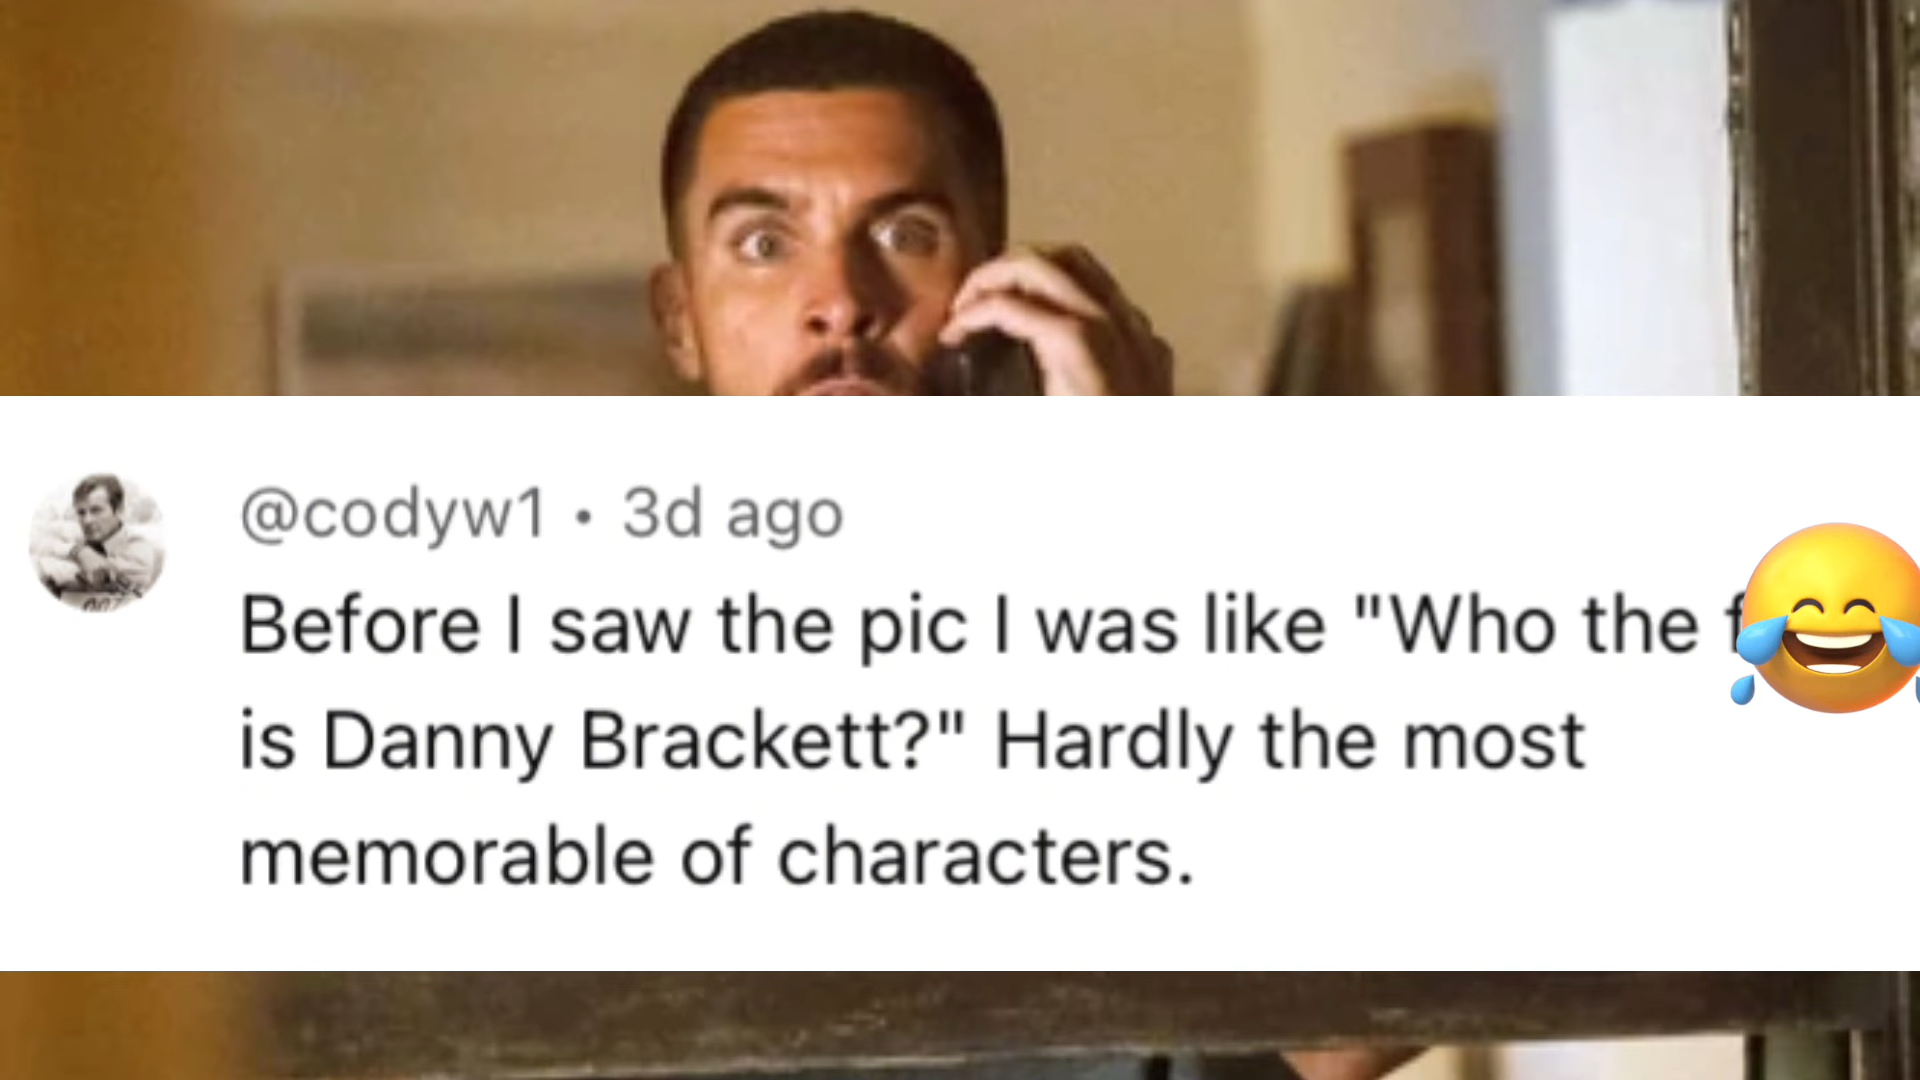 @codyw1 • 3d ago
Before I saw the pic I was like "Who the f
is Danny Brackett?" Hardly the most
memorable of characters.
007